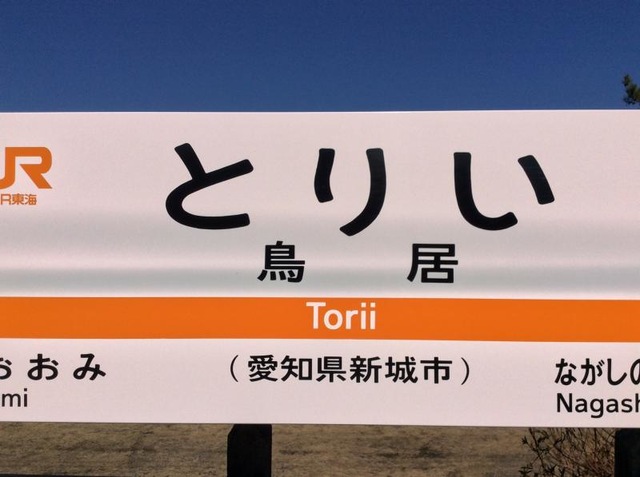 JR
JR東海
とりい
鳥居
Torii
おおみ
(愛知県新城市)
ながしの
mi
Nagash